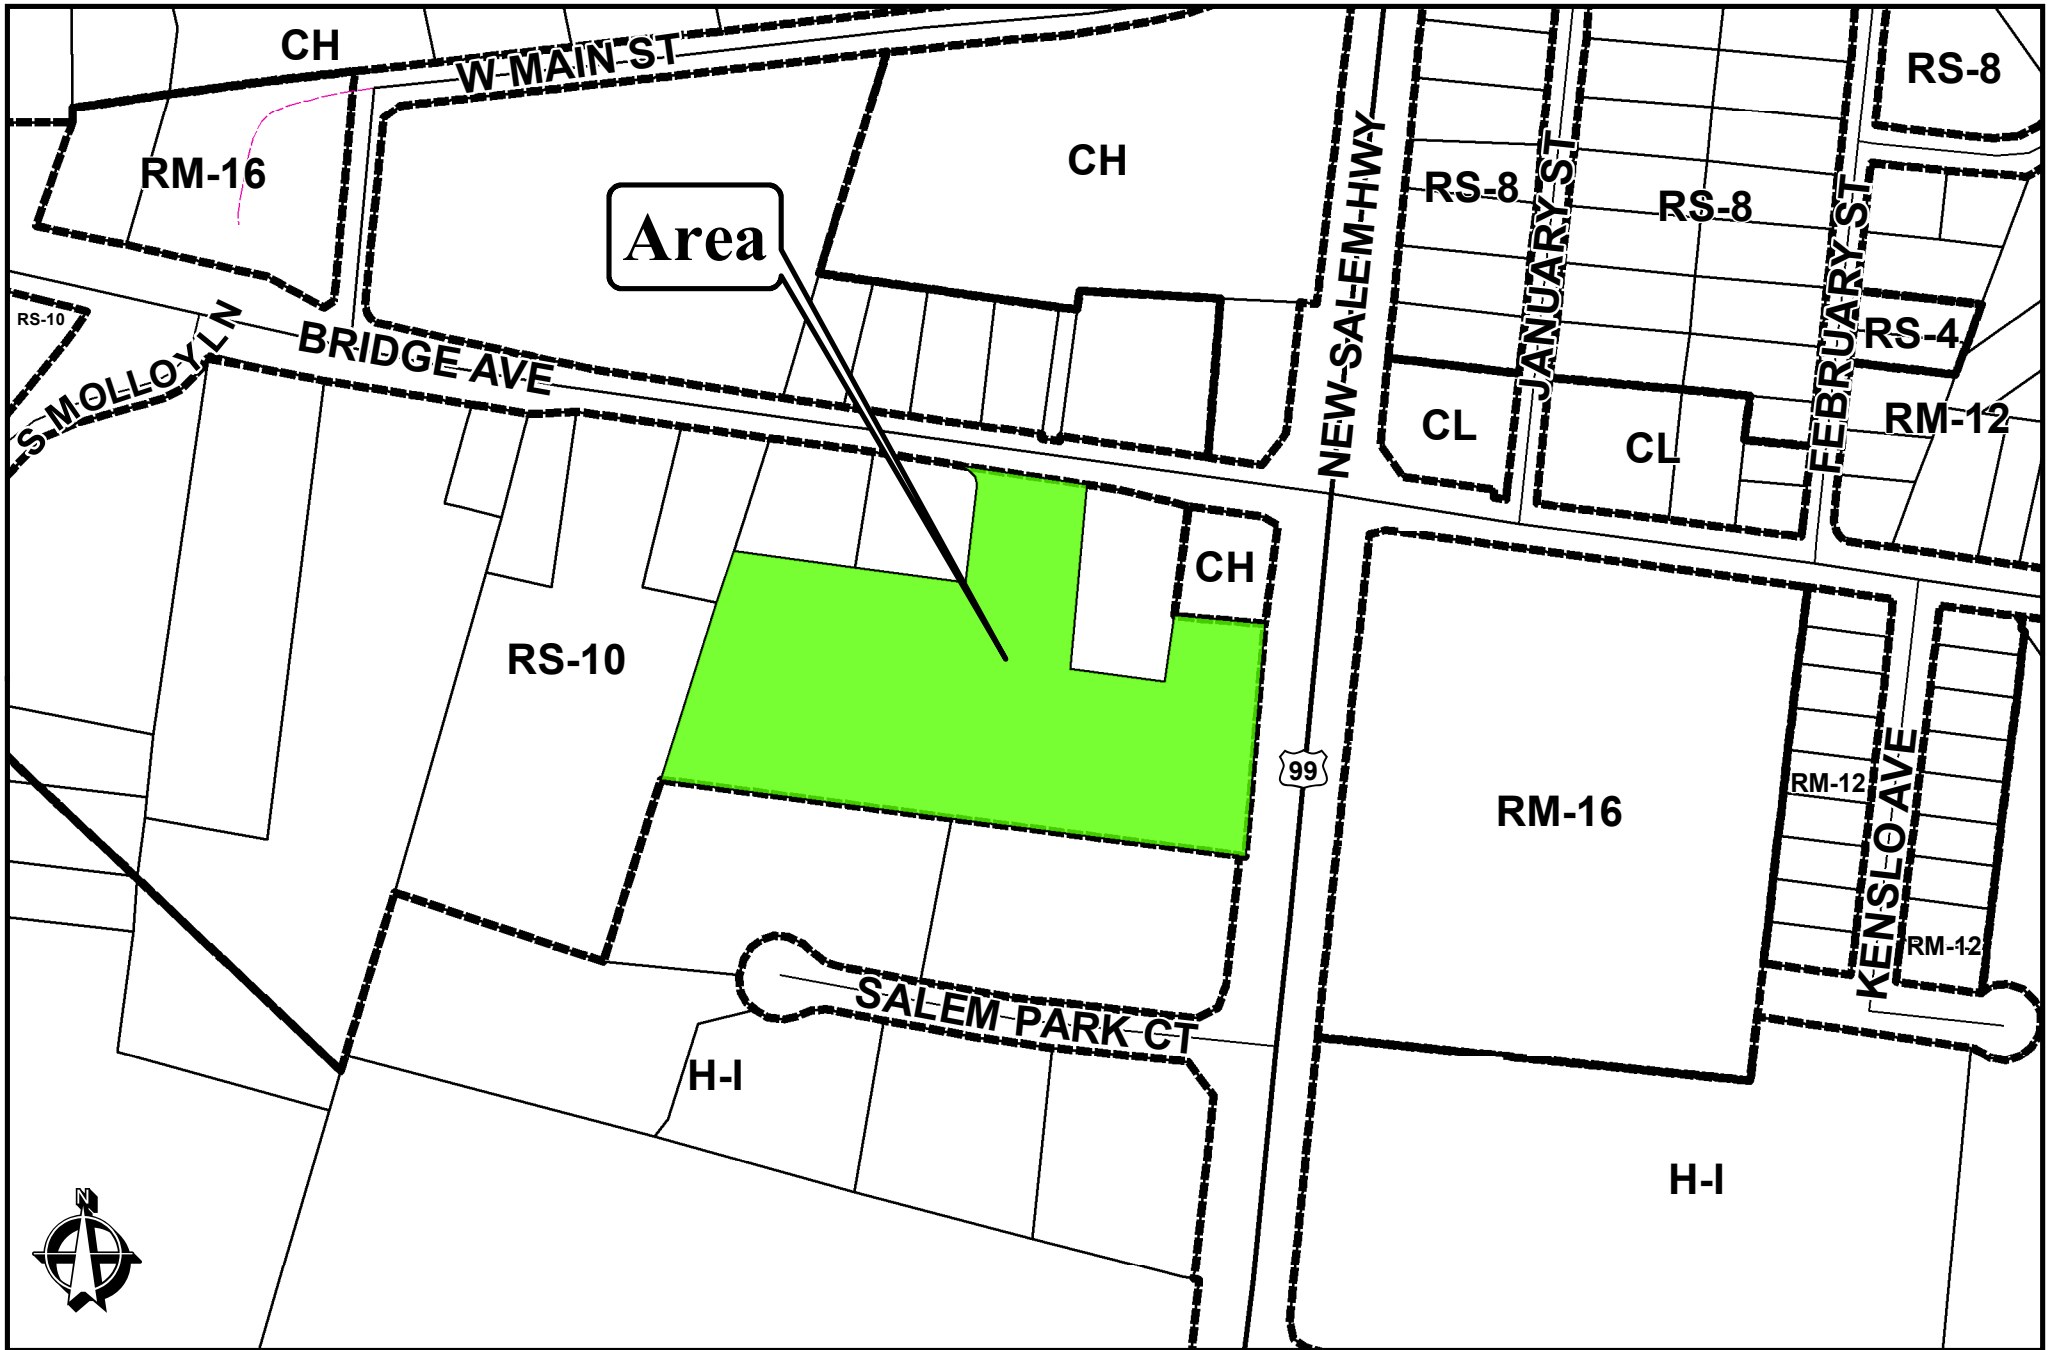 CH
W MAIN ST
RS-8
RM-16
CH
RS-8
RS-8
Area
NEW SALEM HWY
JANUARY ST
FEBRUARY ST
RS-10
S MOLLOY LN
BRIDGE AVE
RS-4
CL
CL
RM-12
CH
RS-10
99
RM-16
RM-12
KENSLO AVE
RM-12
SALEM PARK CT
H-I
H-I
N